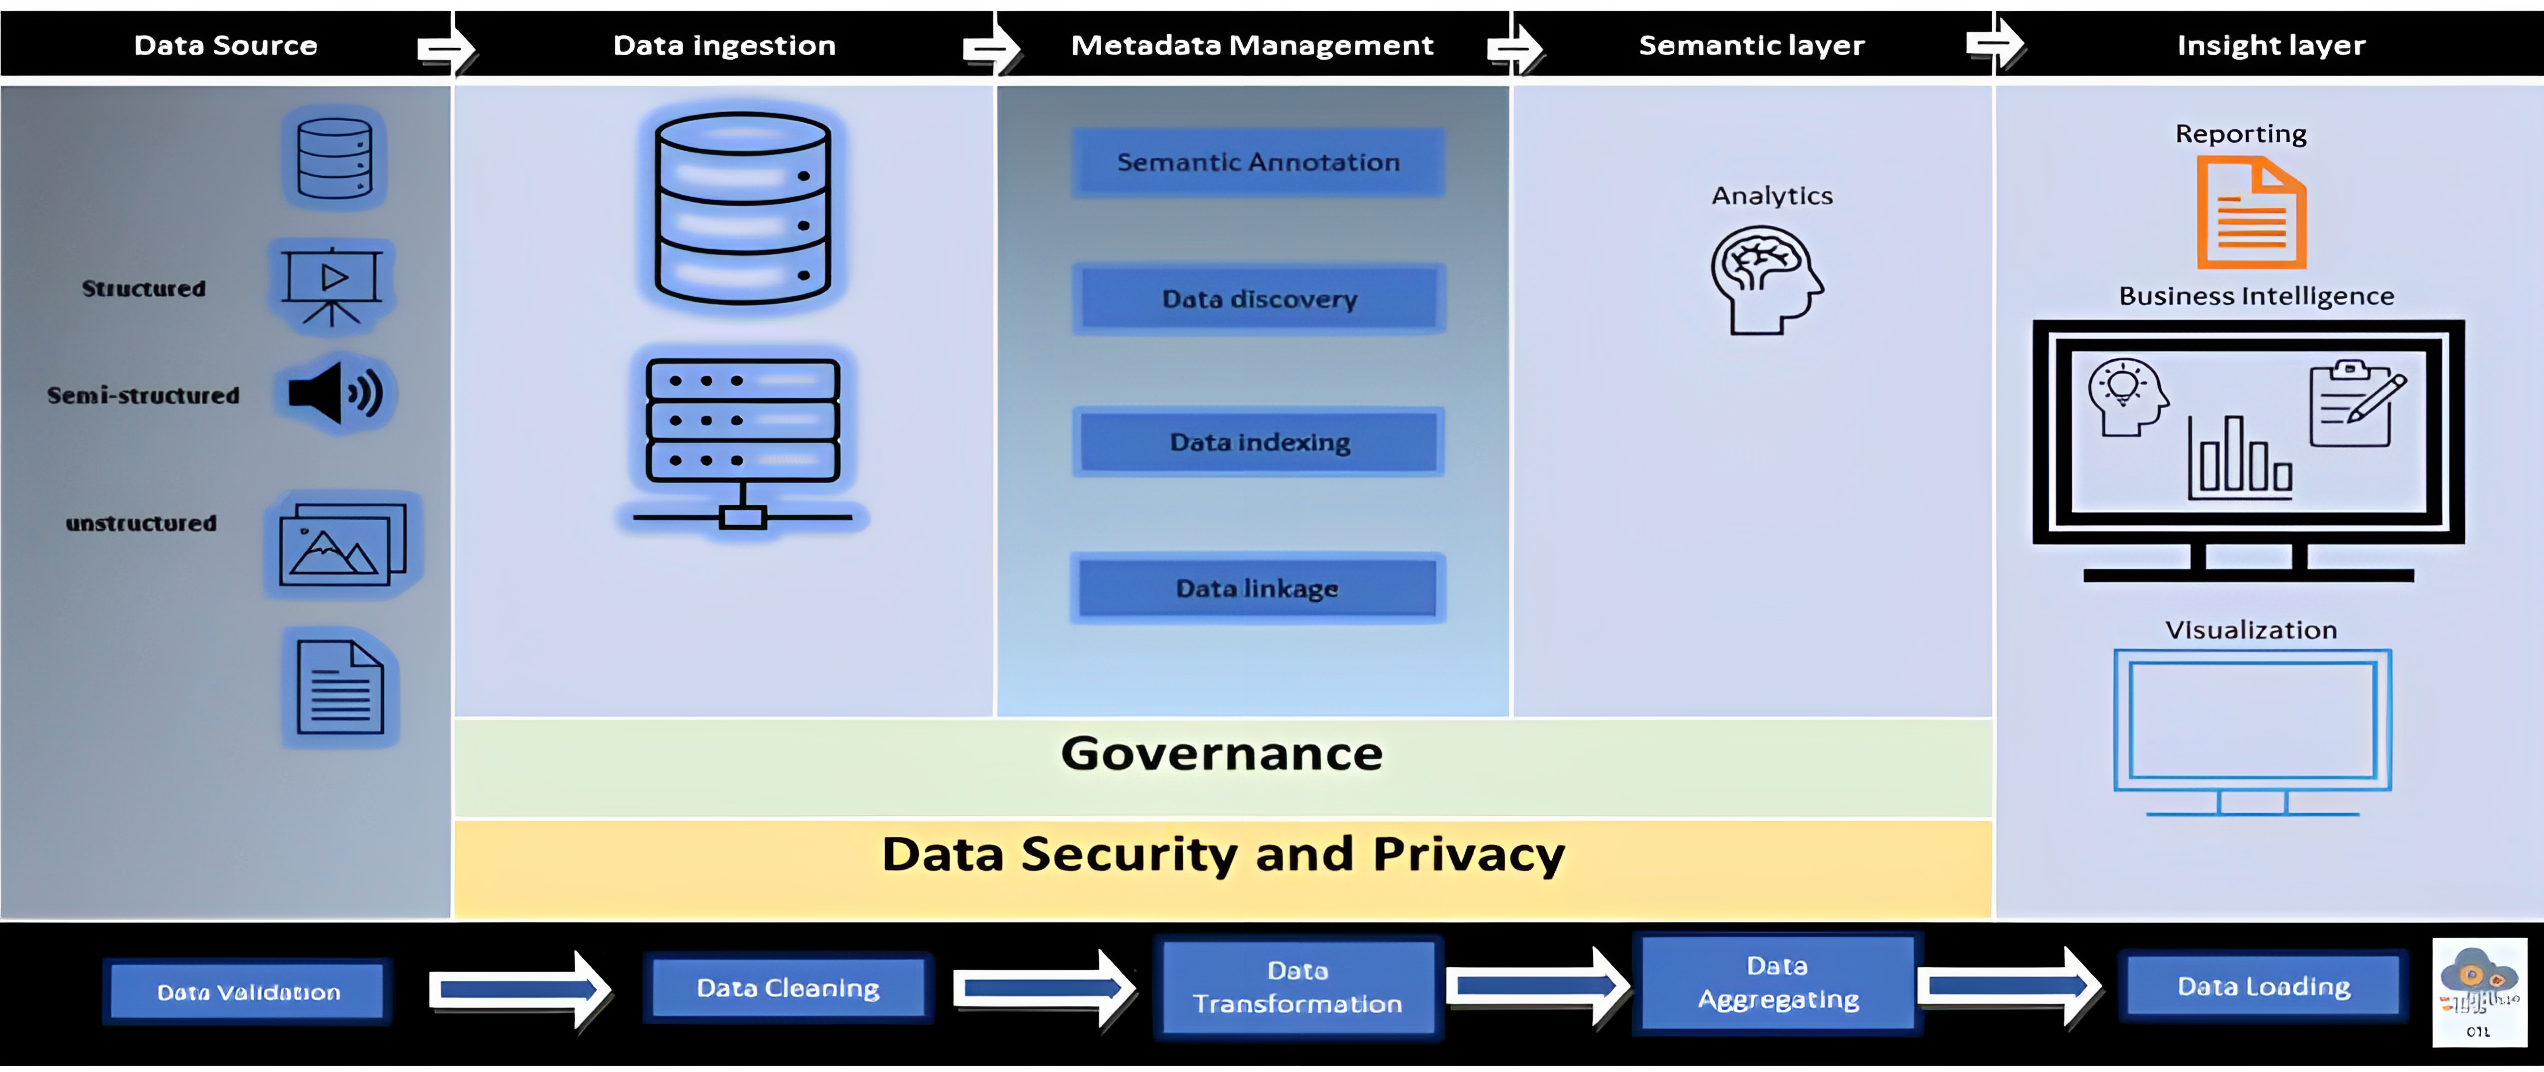 Data Source
Data ingestion
Metadata Management
Semantic layer
Insight layer
Structured
Semi-structured
unstructured
Semantic Annotation
Data discovery
Data indexing
Data linkage
Analytics
Reporting
Business Intelligence
Visualization
Governance
Data Security and Privacy
Data Validation
Data Cleaning
Data
Transformation
Data
Aggregating
Data Loading